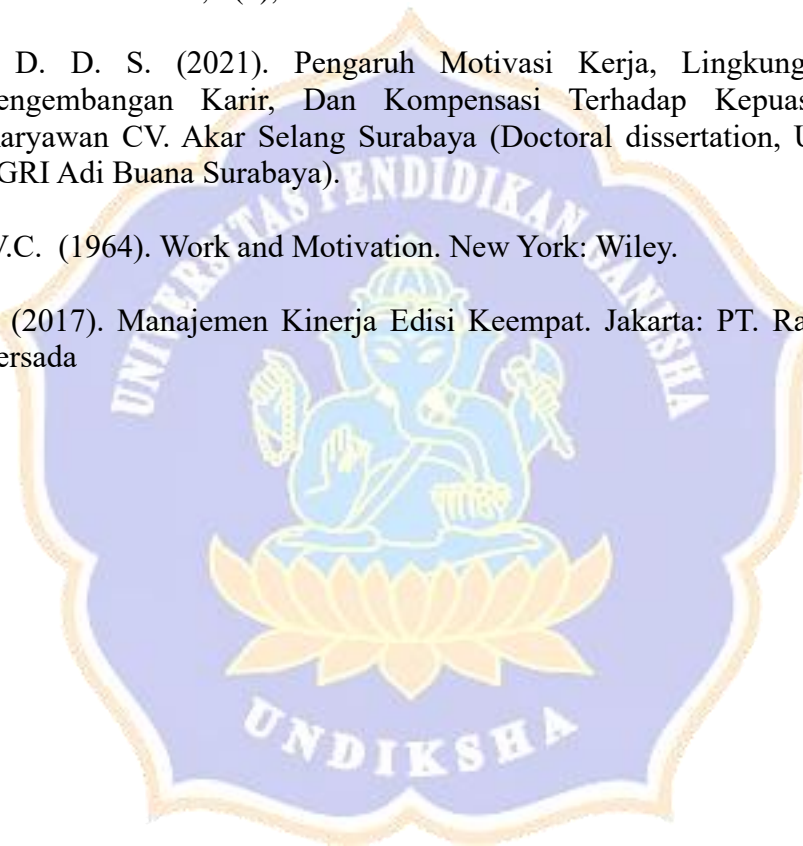 D. D. S. (2021). Pengaruh Motivasi Kerja, Lingkung
engembangan Karir, Dan Kompensasi Terhadap Kepuas
aryawan CV. Akar Selang Surabaya (Doctoral dissertation, U
GRI Adi Buana Surabaya).
V.C. (1964). Work and Motivation. New York: Wiley.
(2017). Manajemen Kinerja Edisi Keempat. Jakarta: PT. Ra
ersada
UNIVERSITAS PENDIDIKAN GANESHA
UNDIKSHA